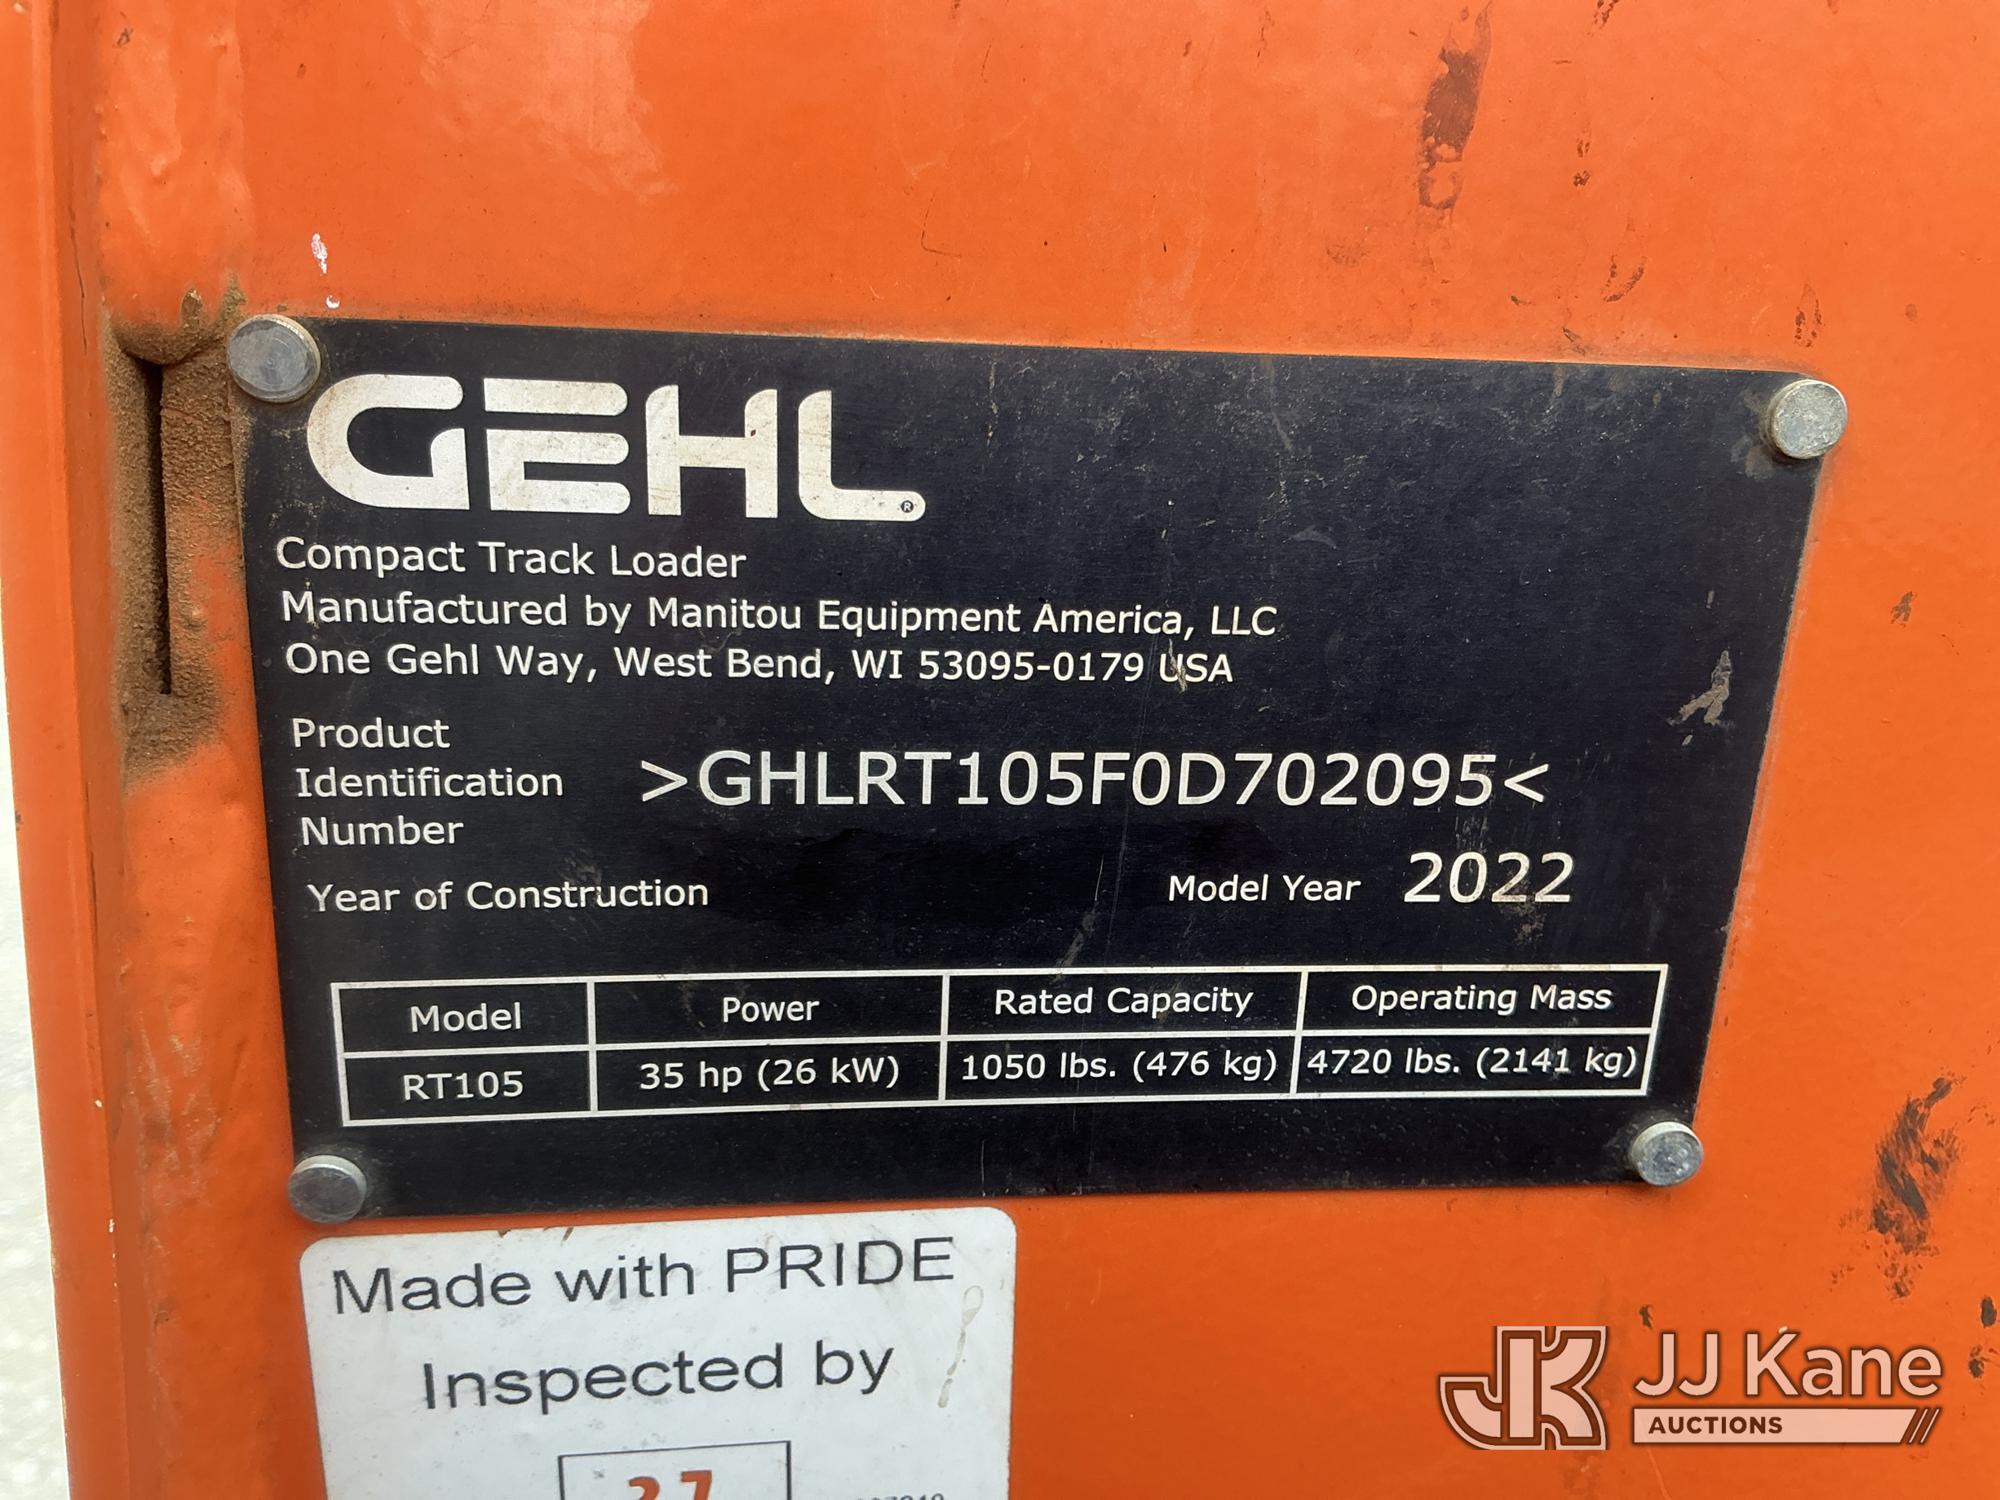 GEHL®
Compact Track Loader
Manufactured by Manitou Equipment America, LLC
One Gehl Way, West Bend, WI 53095-0179 USA
Product
Identification
Number
>GHLRT105F0D702095<
Year of Construction
Model Year 2022
Model Power Rated Capacity Operating Mass
RT105 35 hp (26 kW) 1050 lbs. (476 kg) 4720 lbs. (2141 kg)
Made with PRIDE
Inspected by
JK JJ Kane
AUCTIONS